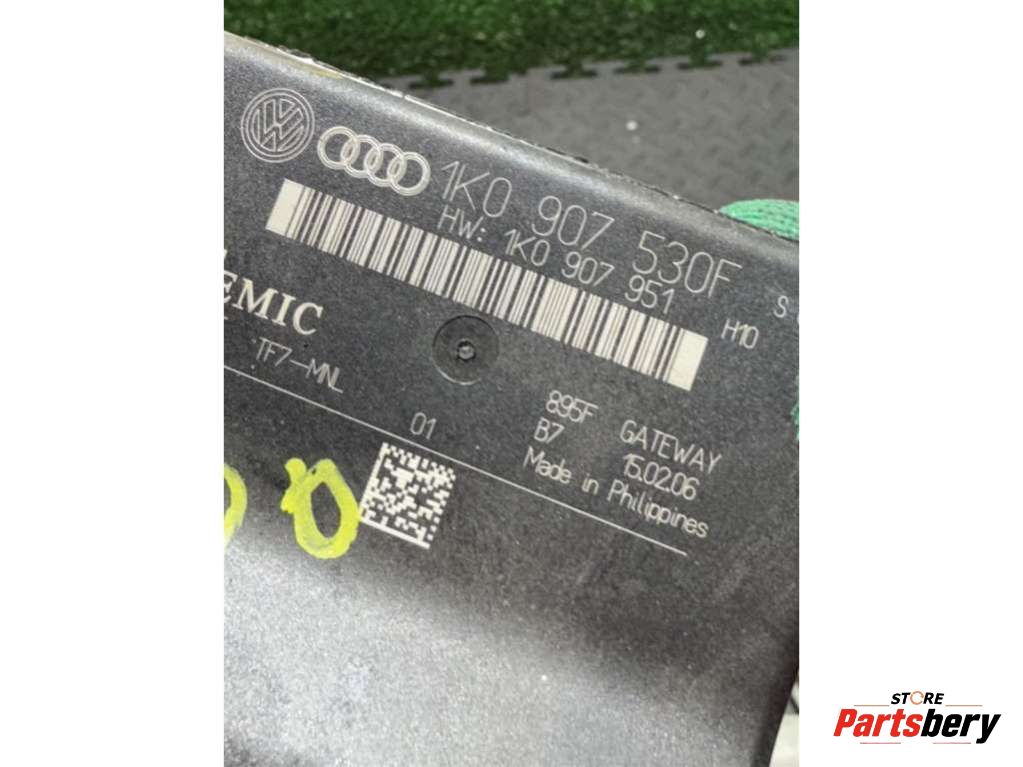 1K0 907 530F
HW: 1K0 907 951
H10
S
EMIC
TF7-MNL
01
895F GATEWAY
B7 15.02.06
Made in Philippines
0
STORE
Partsbery